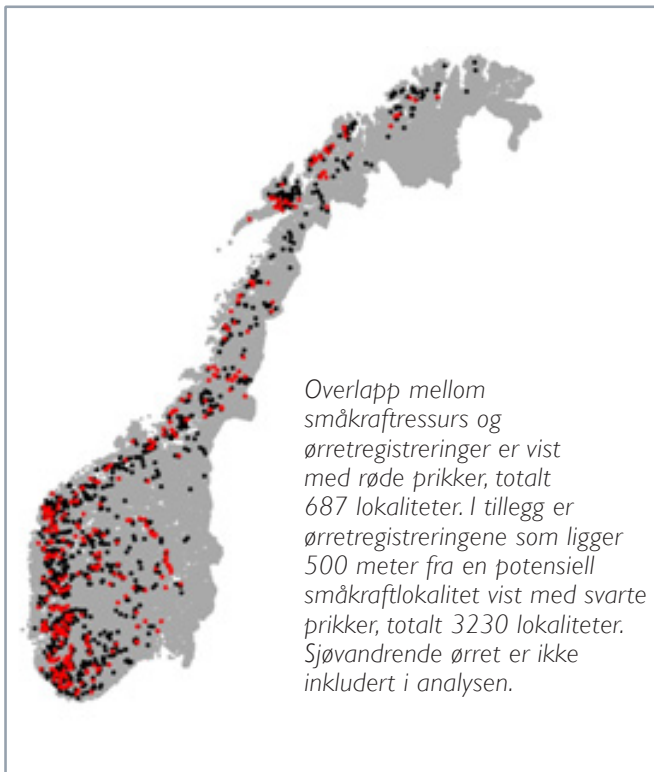 Overlapp mellom
småkraftressurs og
ørretregistreringer er vist
med røde prikker, totalt
687 lokaliteter. I tillegg er
ørretregistreringene som ligger
500 meter fra en potensiell
småkraftlokalitet vist med svarte
prikker, totalt 3230 lokaliteter.
Sjøvandrende ørret er ikke
inkludert i analysen.